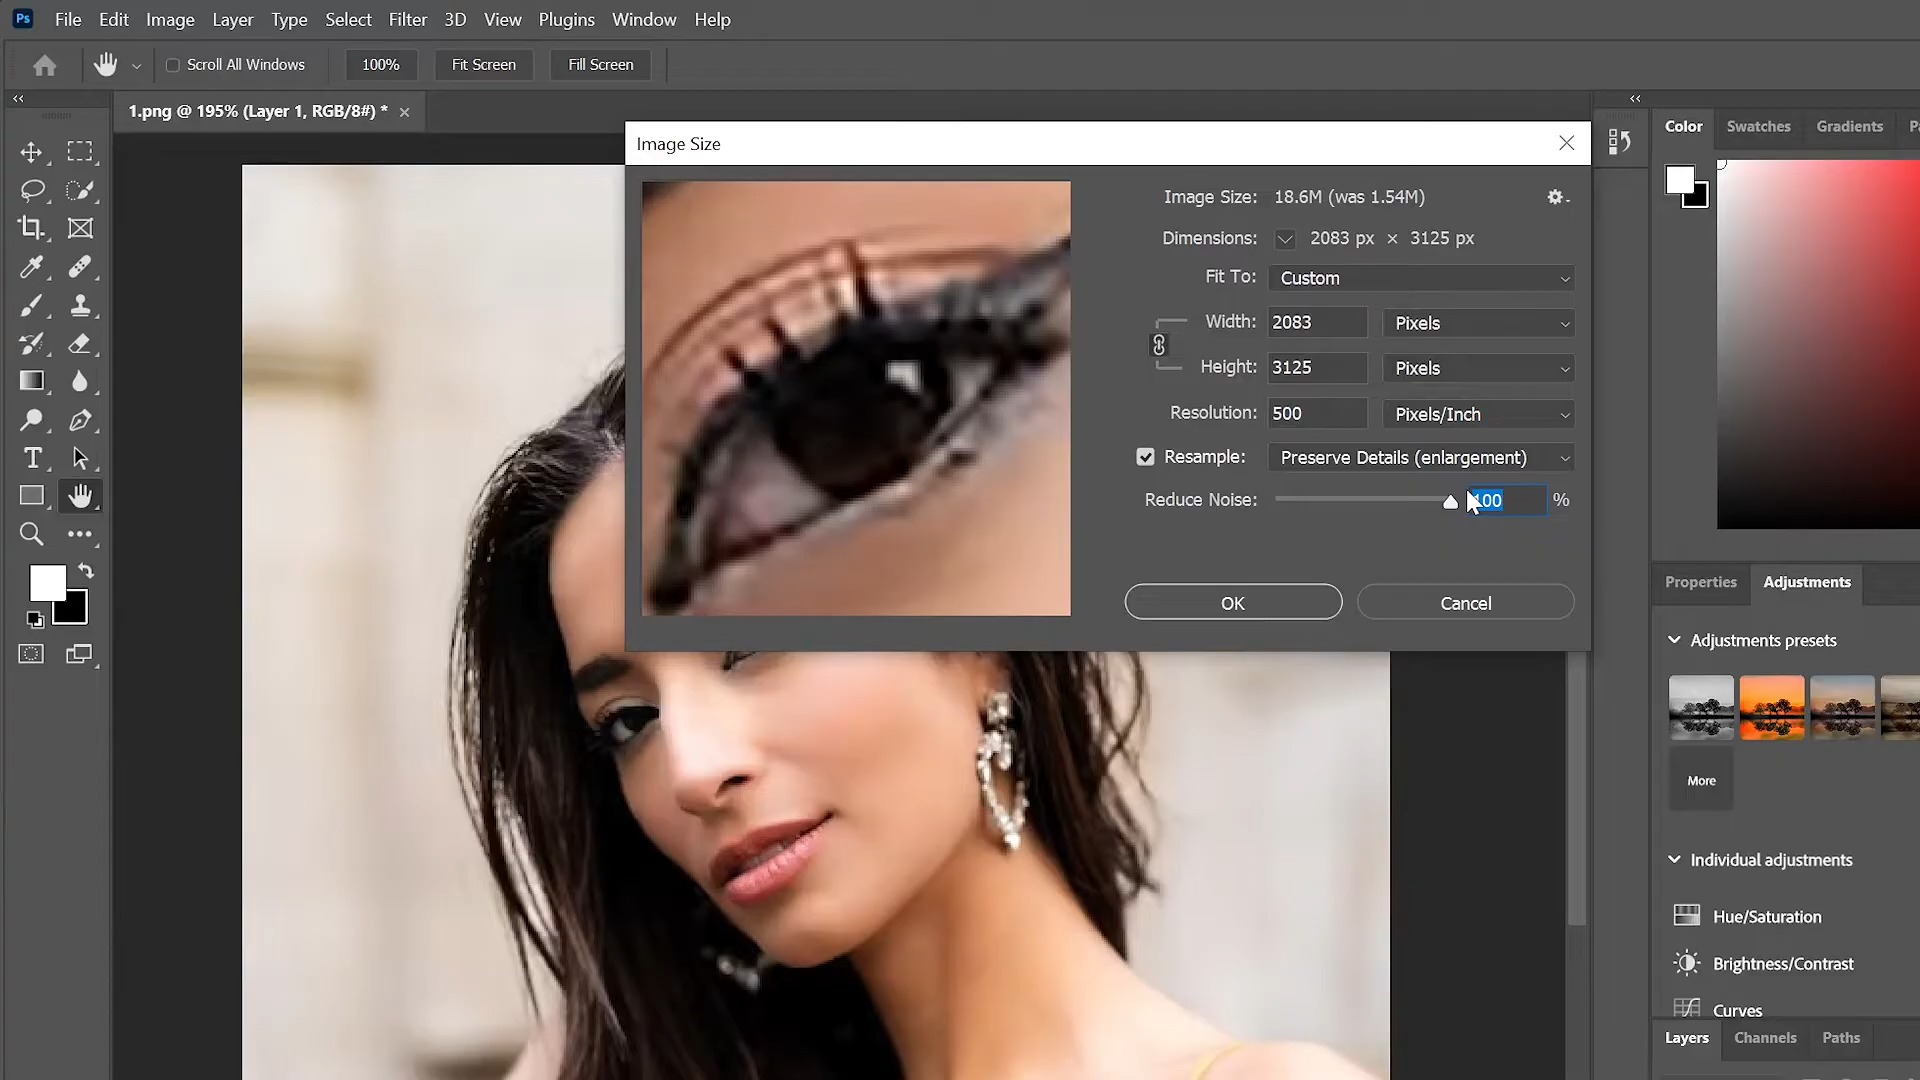 Ps File Edit Image Layer Type Select Filter 3D View Plugins Window Help
Scroll All Windows 100% Fit Screen Fill Screen
1.png @ 195% (Layer 1, RGB/8#) *
Image Size
Image Size: 18.6M (was 1.54M)
Dimensions: 2083 px × 3125 px
Fit To: Custom
Width: 2083 Pixels
Height: 3125 Pixels
Resolution: 500 Pixels/Inch
Resample: Preserve Details (enlargement)
Reduce Noise: 100 %
OK Cancel
Color Swatches Gradients
Properties Adjustments
Adjustments presets
More
Individual adjustments
Hue/Saturation
Brightness/Contrast
Curves
Layers Channels Paths